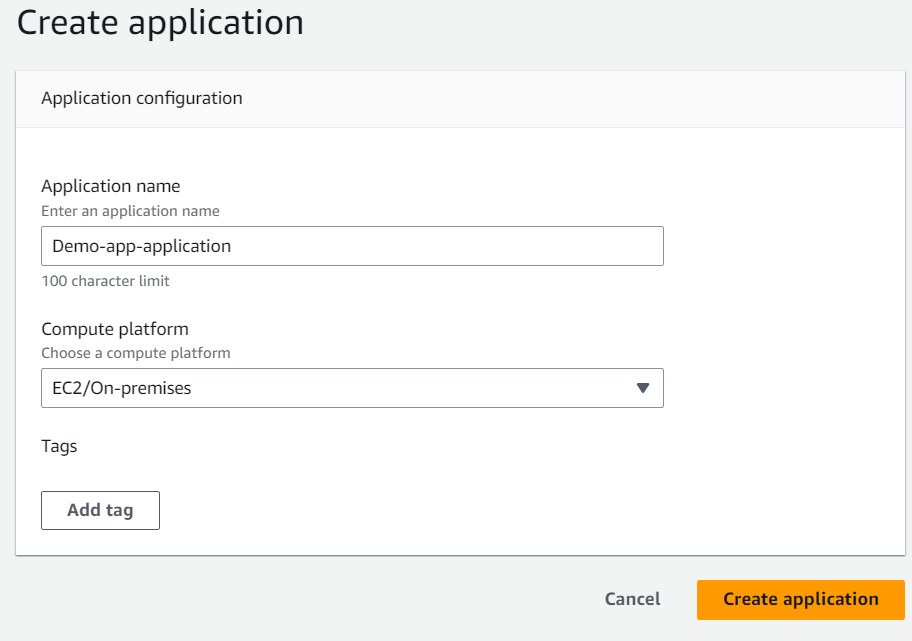 Create application
Application configuration
Application name
Enter an application name
Demo-app-application
100 character limit
Compute platform
Choose a compute platform
EC2/On-premises
Tags
Add tag
Cancel
Create application